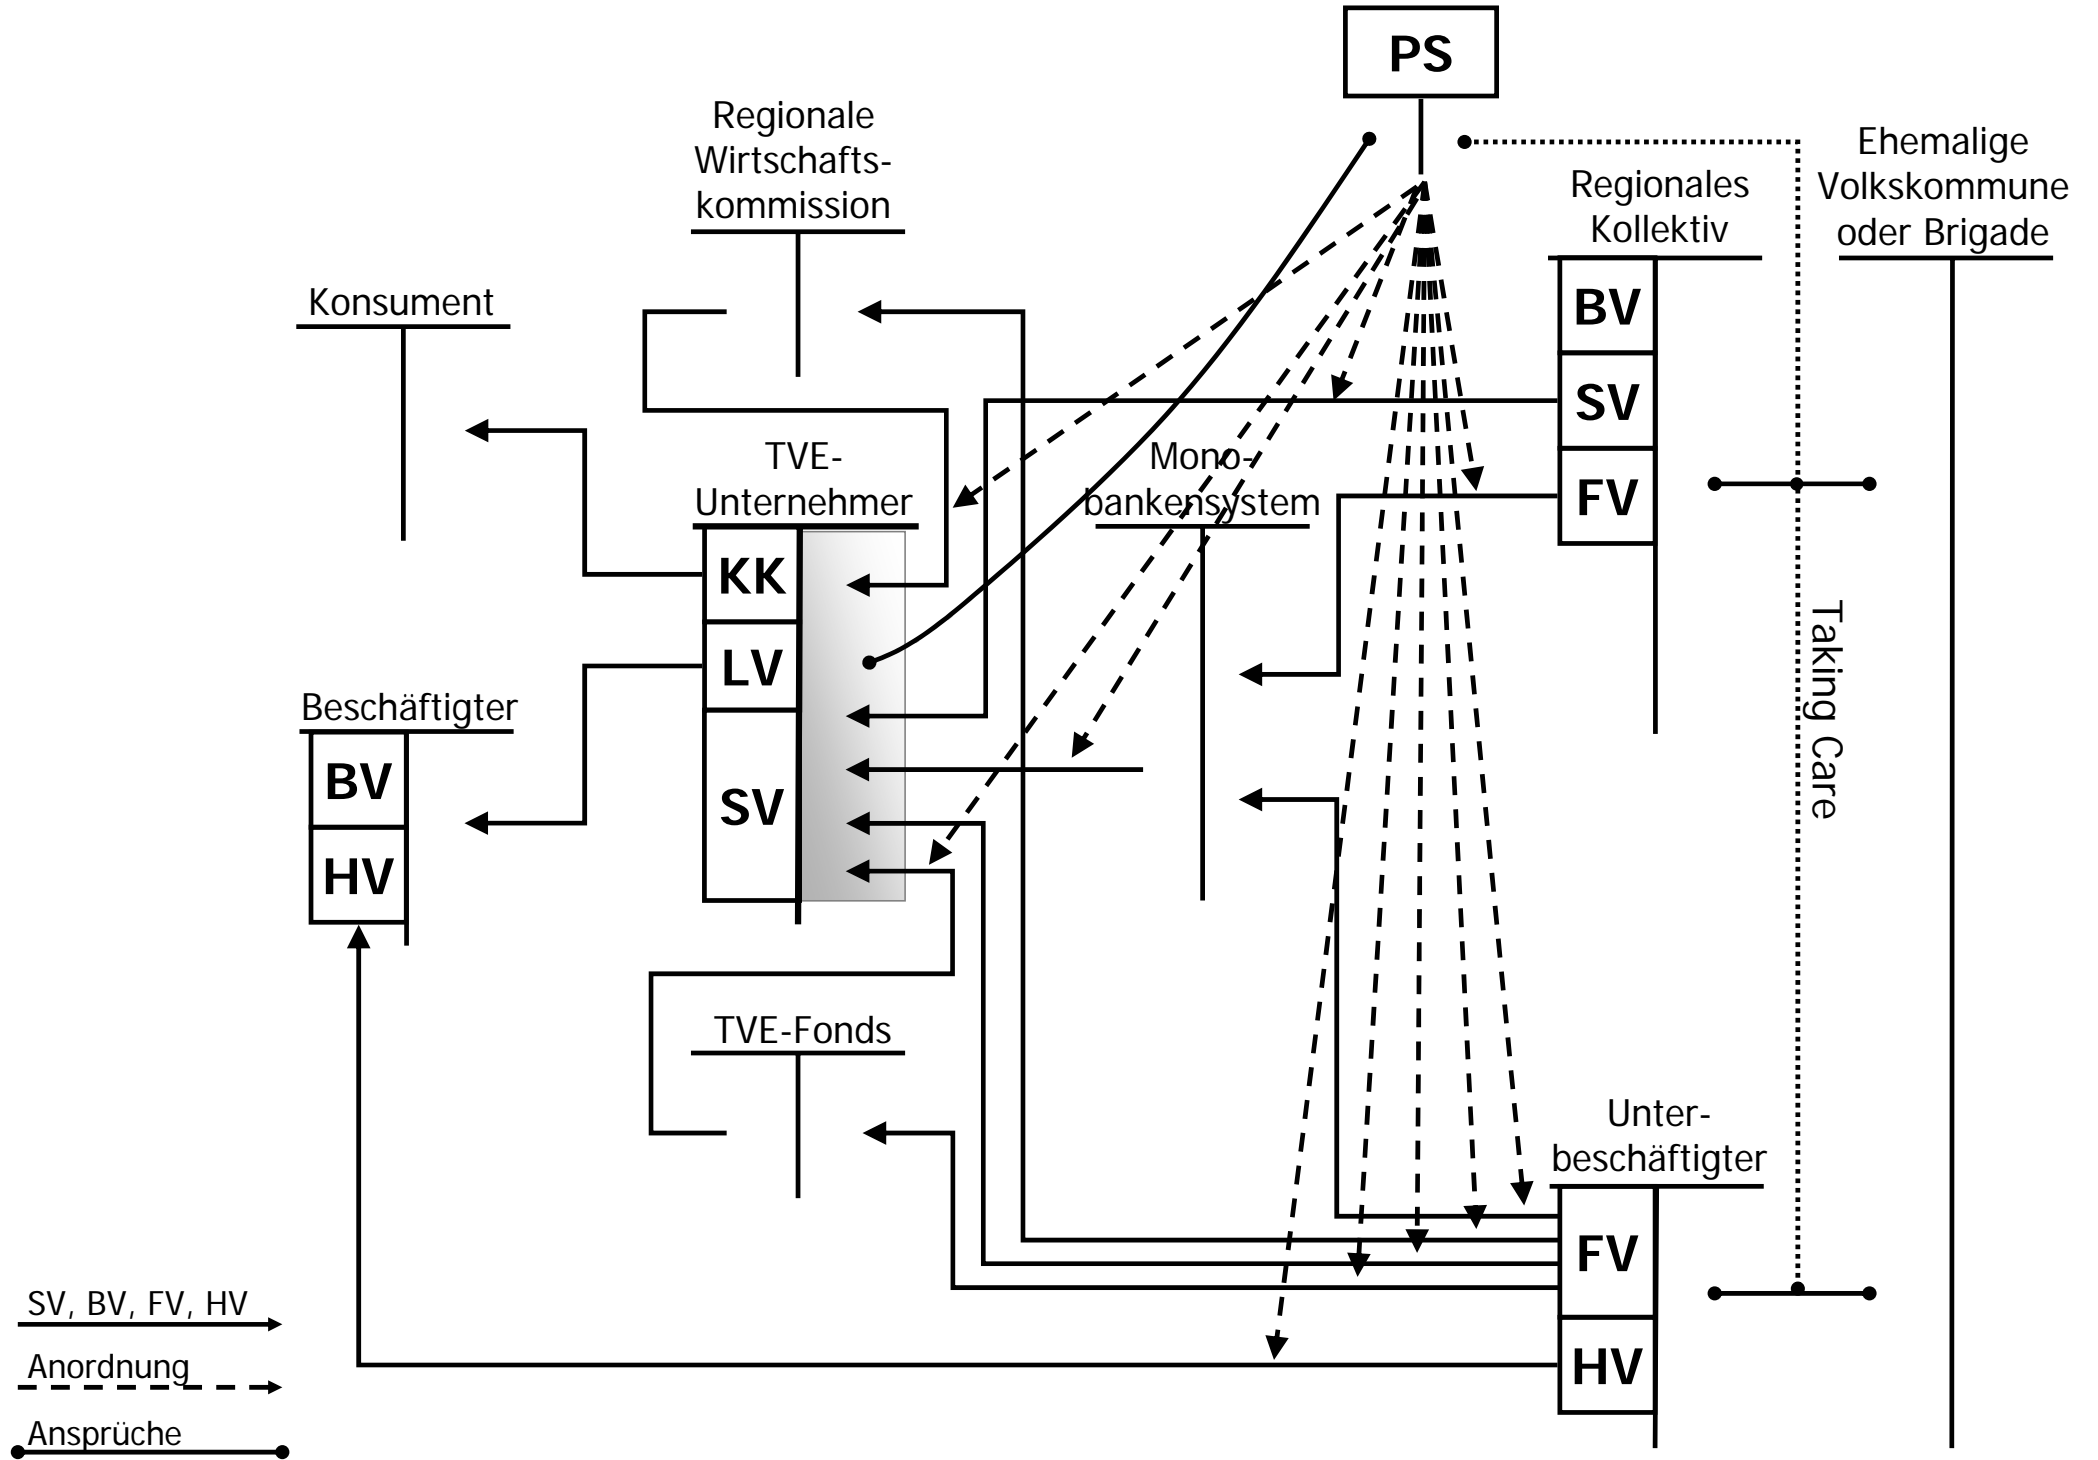 PS
Regionale
Wirtschafts-
kommission
Ehemalige
Volkskommune
oder Brigade
Regionales
Kollektiv
BV
SV
FV
Konsument
TVE-
Unternehmer
KK
LV
SV
Mono-
bankensystem
Taking Care
Beschäftigter
BV
HV
TVE-Fonds
Unter-
beschäftigter
FV
HV
SV, BV, FV, HV
Anordnung
Ansprüche